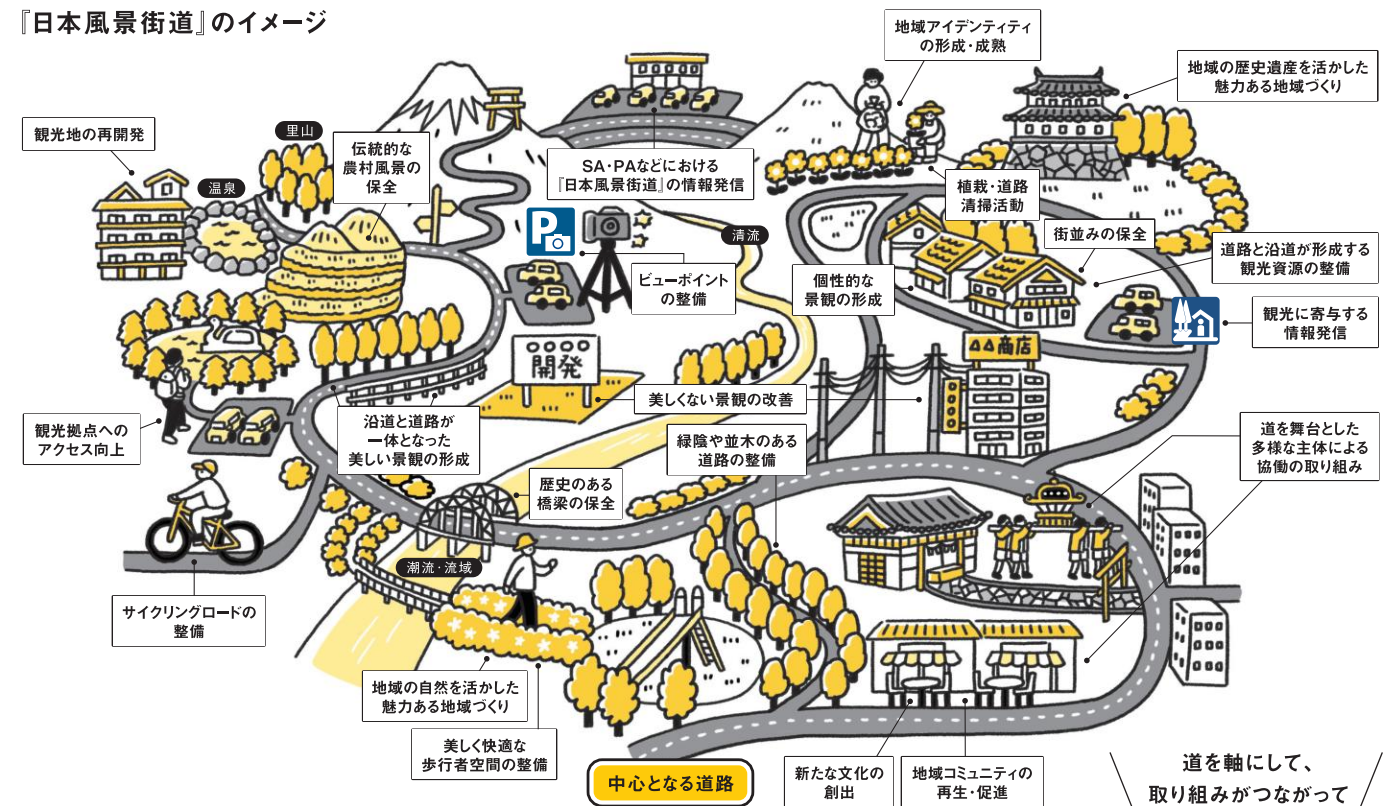 『日本風景街道』のイメージ
地域アイデンティティ
の形成・成熟
地域の歴史遺産を活かした
魅力ある地域づくり
観光地の再開発
里山
伝統的な
農村風景の
保全
温泉
SA・PAなどにおける
『日本風景街道』の情報発信
植栽・道路
清掃活動
街並みの保全
道路と沿道が形成する
観光資源の整備
P
清流
ビューポイント
の整備
個性的な
景観の形成
観光に寄与する
情報発信
開発
△△商店
美しくない景観の改善
観光拠点への
アクセス向上
沿道と道路が
一体となった
美しい景観の形成
緑陰や並木のある
道路の整備
道を舞台とした
多様な主体による
協働の取り組み
歴史のある
橋梁の保全
潮流・流域
サイクリングロードの
整備
地域の自然を活かした
魅力ある地域づくり
美しく快適な
歩行者空間の整備
中心となる道路
新たな文化の
創出
地域コミュニティの
再生・促進
道を軸にして、
取り組みがつながって